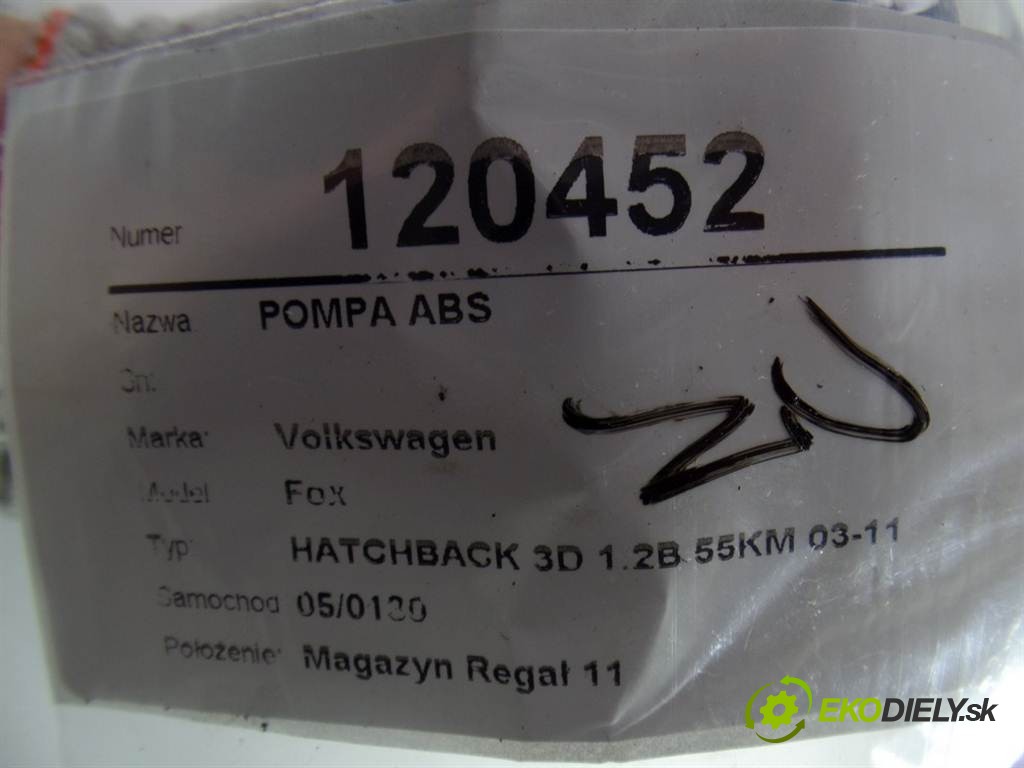 Numer 120452
Nazwa POMPA ABS
Marka: Volkswagen
Model Fox
Typ: HATCHBACK 3D 1.2B 55KM 03-11
Samochod 05/0130
Położenie: Magazyn Regał 11
EKODIELY.sk